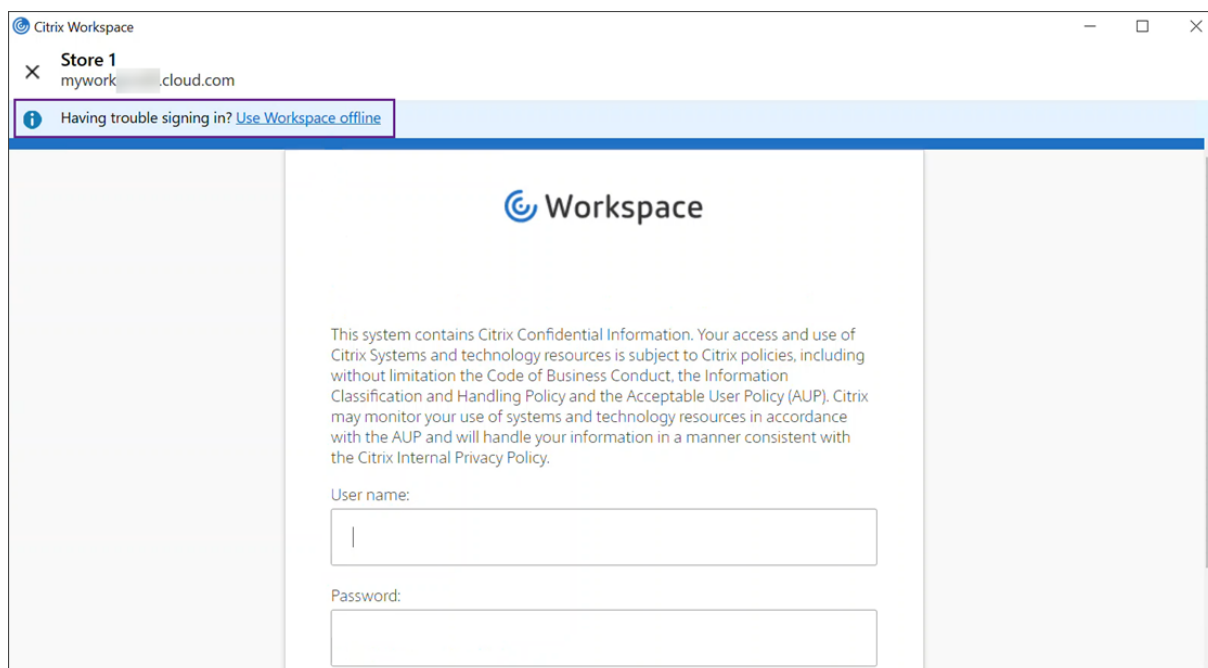 Citrix Workspace
Store 1
mywork .cloud.com
Having trouble signing in? Use Workspace offline
Workspace
This system contains Citrix Confidential Information. Your access and use of
Citrix Systems and technology resources is subject to Citrix policies, including
without limitation the Code of Business Conduct, the Information
Classification and Handling Policy and the Acceptable User Policy (AUP). Citrix
may monitor your use of systems and technology resources in accordance
with the AUP and will handle your information in a manner consistent with
the Citrix Internal Privacy Policy.
User name:
Password: